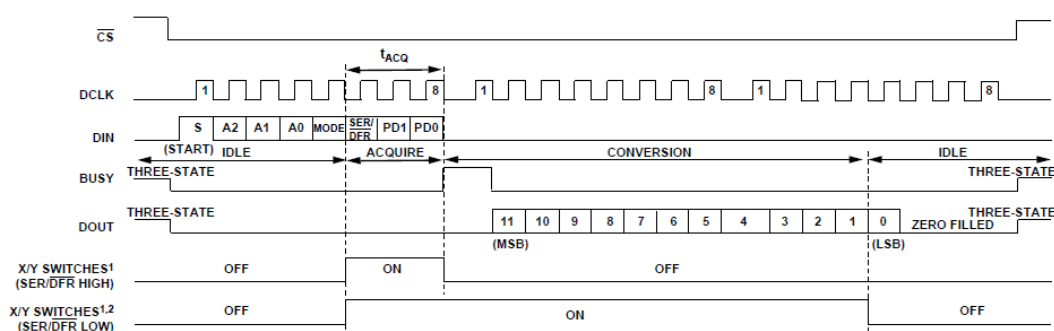 CS
tACQ
DCLK 1 8 1 8 1 8
DIN S A2 A1 A0 MODE SER/DFR PD1 PD0
(START) IDLE ACQUIRE CONVERSION IDLE
BUSY THREE-STATE THREE-STATE
DOUT THREE-STATE 11 10 9 8 7 6 5 4 3 2 1 0 ZERO FILLED THREE-STATE
(MSB) (LSB)
X/Y SWITCHES1 OFF ON OFF
(SER/DFR HIGH)
X/Y SWITCHES1,2 OFF ON OFF
(SER/DFR LOW)